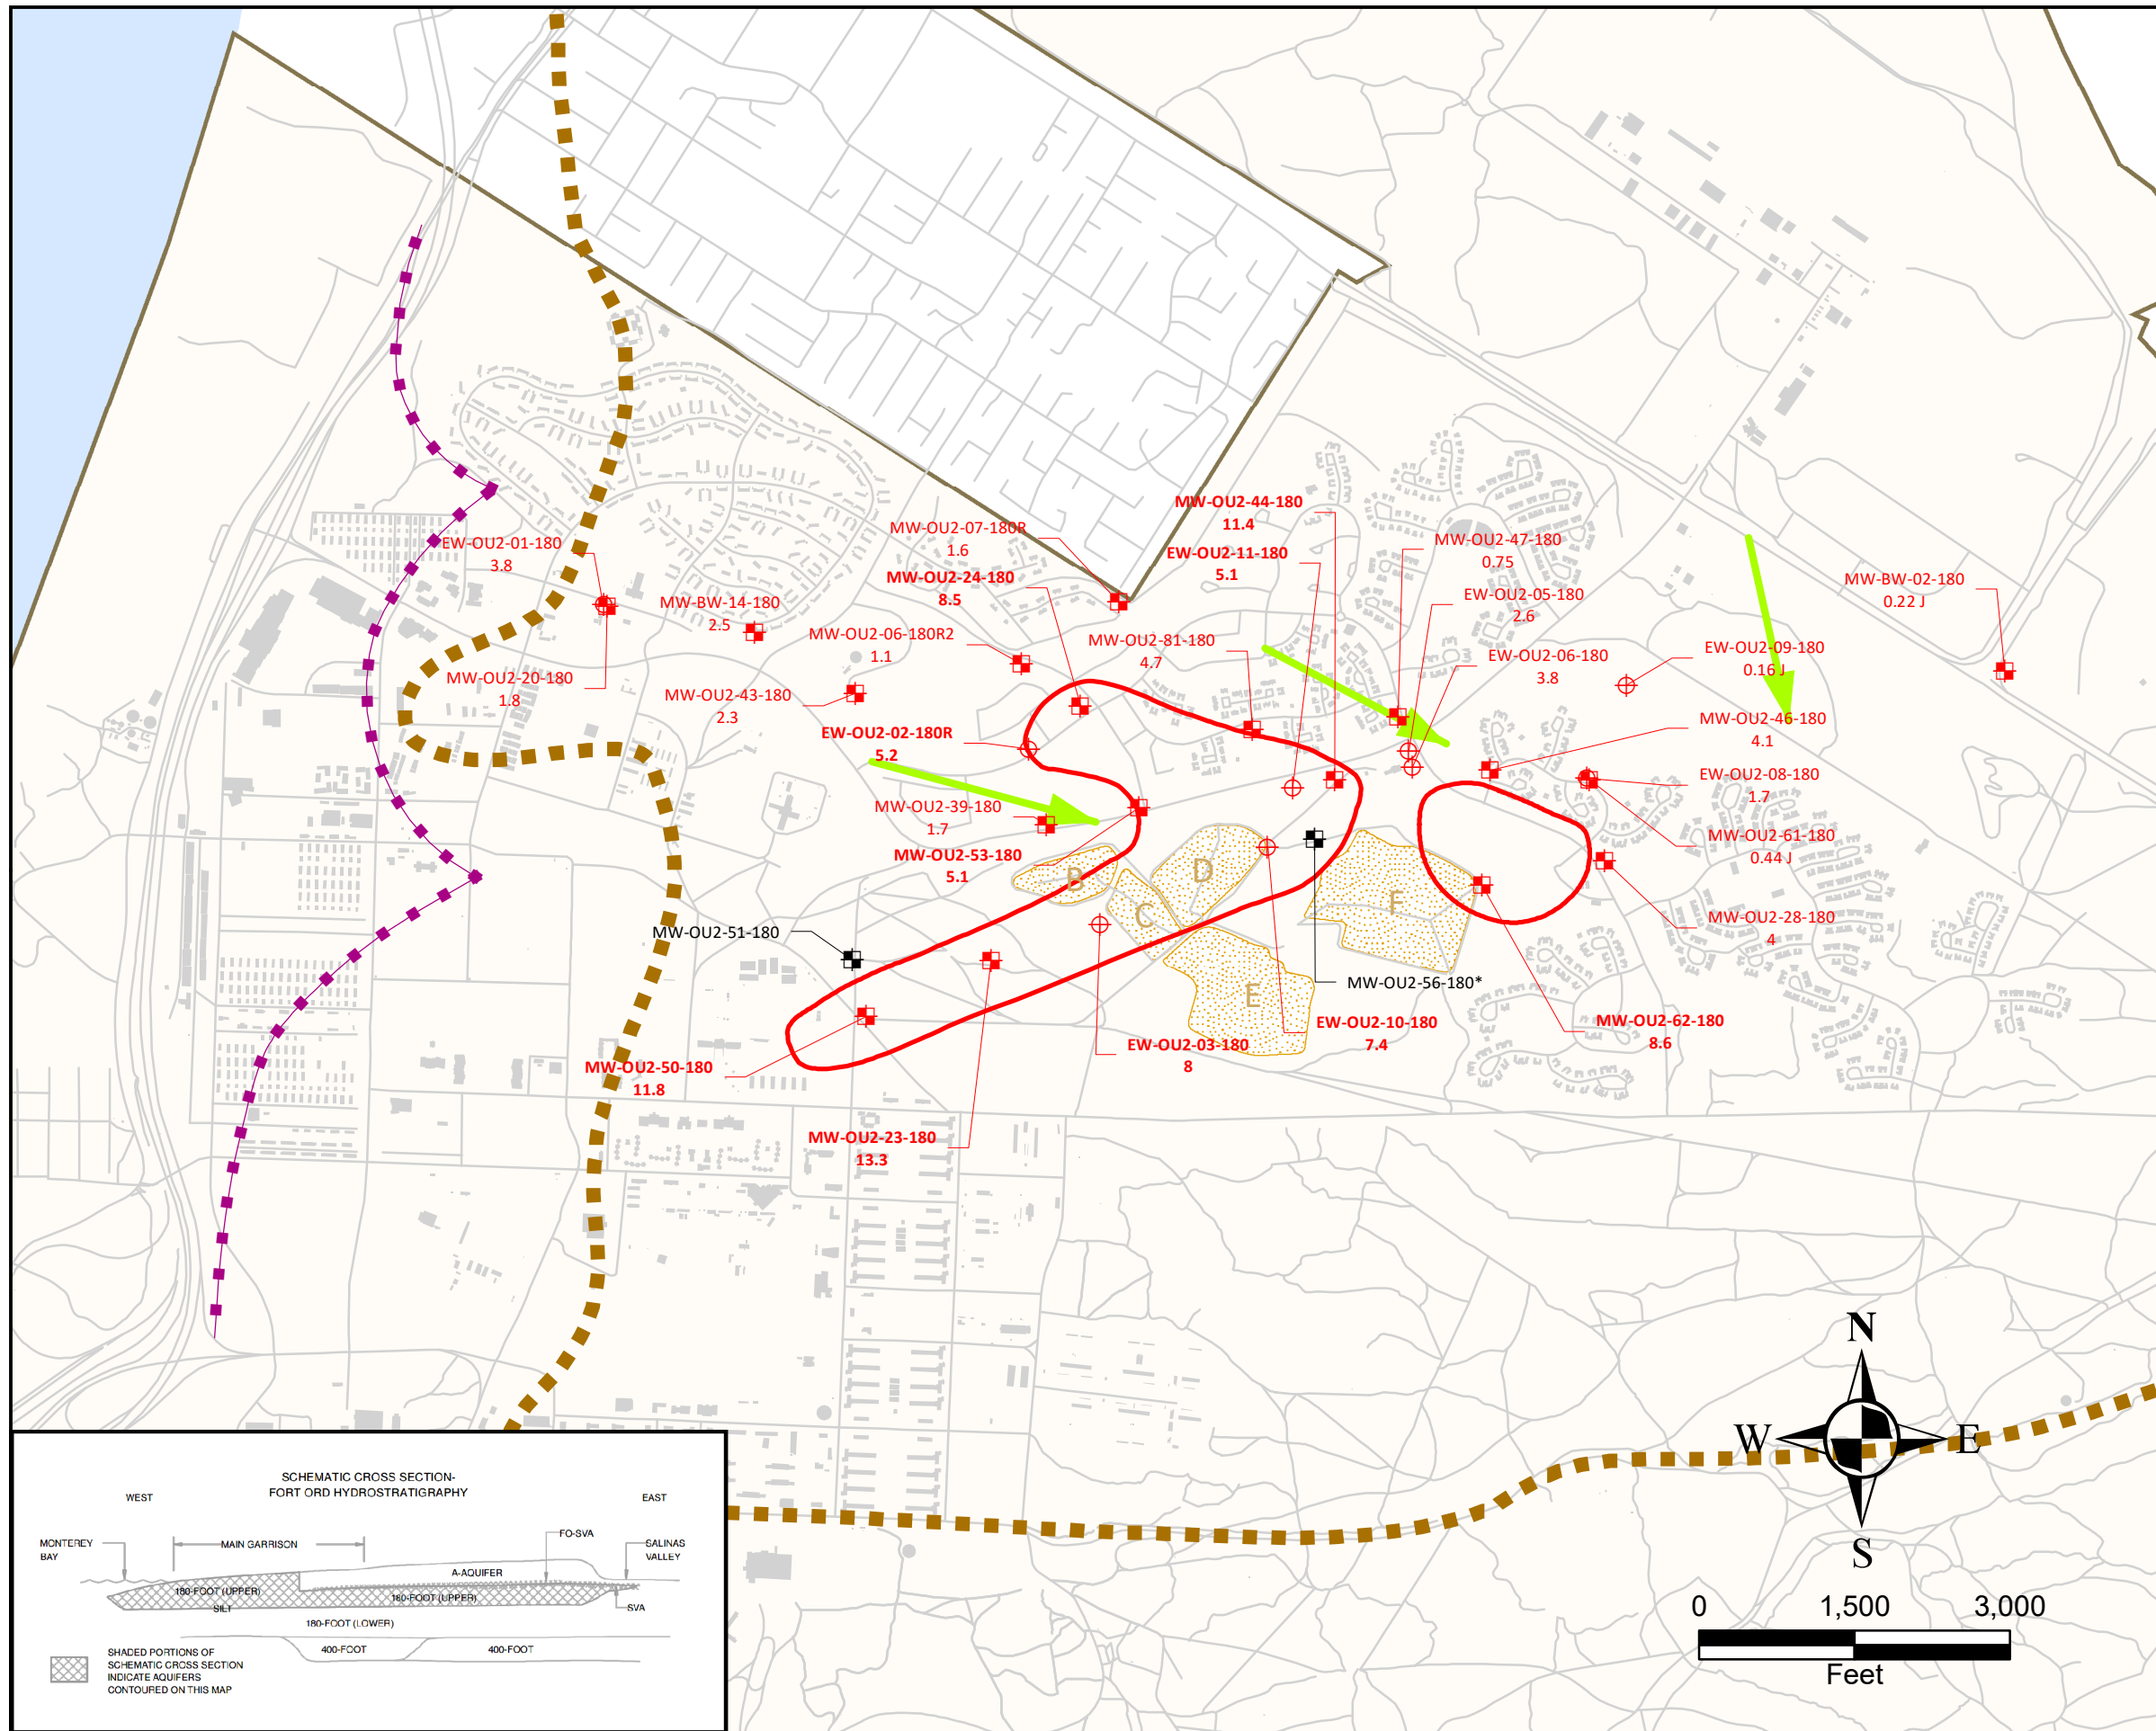 MW-OU2-44-180
11.4
MW-OU2-07-180R
1.6
EW-OU2-01-180
3.8
MW-OU2-47-180
0.75
EW-OU2-11-180
5.1
MW-OU2-24-180
8.5
MW-BW-02-180
0.22 J
MW-BW-14-180
2.5
EW-OU2-05-180
2.6
MW-OU2-06-180R2
1.1
MW-OU2-81-180
4.7
EW-OU2-06-180
3.8
EW-OU2-09-180
0.16 J
MW-OU2-20-180
1.8
MW-OU2-43-180
2.3
MW-OU2-46-180
4.1
EW-OU2-02-180R
5.2
EW-OU2-08-180
1.7
MW-OU2-39-180
1.7
MW-OU2-61-180
0.44 J
MW-OU2-53-180
5.1
B
D
C
F
E
MW-OU2-28-180
4
MW-OU2-51-180
MW-OU2-56-180*
EW-OU2-10-180
7.4
MW-OU2-62-180
8.6
EW-OU2-03-180
8
MW-OU2-50-180
11.8
MW-OU2-23-180
13.3
N
W
E
S
0 1,500 3,000
Feet
SCHEMATIC CROSS SECTION-
FORT ORD HYDROSTRATIGRAPHY
WEST
EAST
MONTEREY
BAY
MAIN GARRISON
FO-SVA
SALINAS
VALLEY
A-AQUIFER
180-FOOT (UPPER)
180-FOOT (UPPER)
SILT
SVA
180-FOOT (LOWER)
400-FOOT
400-FOOT
SHADED PORTIONS OF
SCHEMATIC CROSS SECTION
INDICATE AQUIFERS
CONTOURED ON THIS MAP